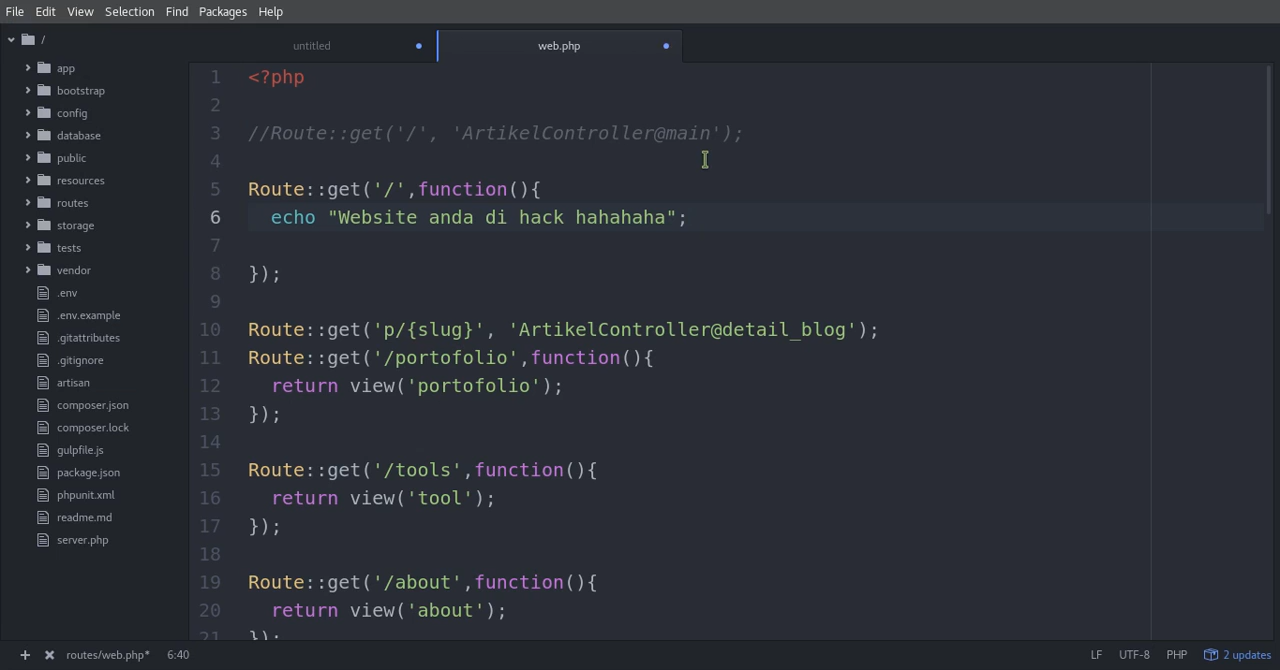 File Edit View Selection Find Packages Help
/
untitled
web.php
app
bootstrap
config
database
public
resources
routes
storage
tests
vendor
.env
.env.example
.gitattributes
.gitignore
artisan
composer.json
composer.lock
gulpfile.js
package.json
phpunit.xml
readme.md
server.php
1 <?php
2
3 //Route::get('/', 'ArtikelController@main');
4
5 Route::get('/',function(){
6 echo "Website anda di hack hahahaha";
7
8 });
9
10 Route::get('p/{slug}', 'ArtikelController@detail_blog');
11 Route::get('/portofolio',function(){
12 return view('portofolio');
13 });
14
15 Route::get('/tools',function(){
16 return view('tool');
17 });
18
19 Route::get('/about',function(){
20 return view('about');
21 });
routes/web.php* 6:40
LF UTF-8 PHP 2 updates